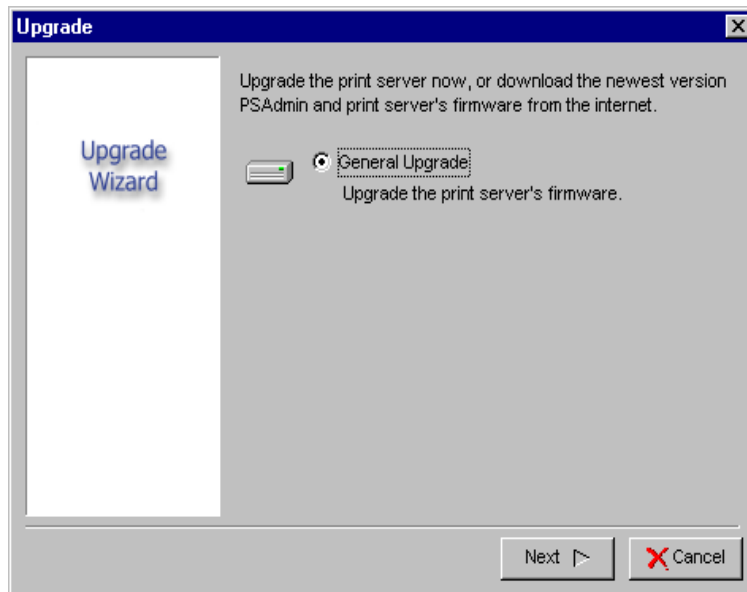 Upgrade
Upgrade the print server now, or download the newest version
PSAdmin and print server's firmware from the internet.
Upgrade
Wizard
General Upgrade
Upgrade the print server's firmware.
Next
Cancel